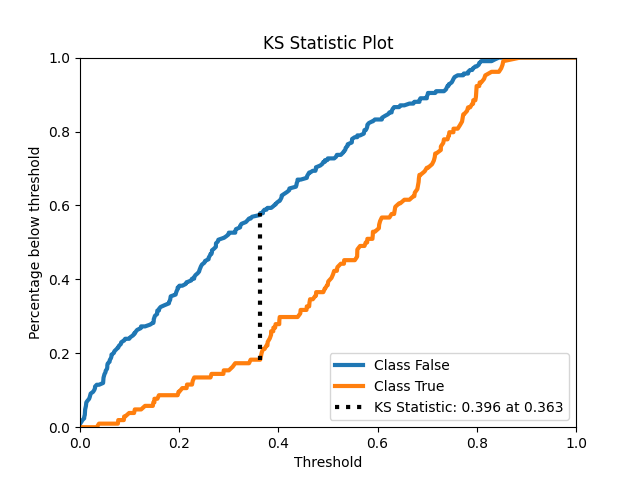 KS Statistic Plot
1.0
0.8
0.6
0.4
0.2
0.0
Percentage below threshold
0.0 0.2 0.4 0.6 0.8 1.0
Threshold
Class False
Class True
KS Statistic: 0.396 at 0.363